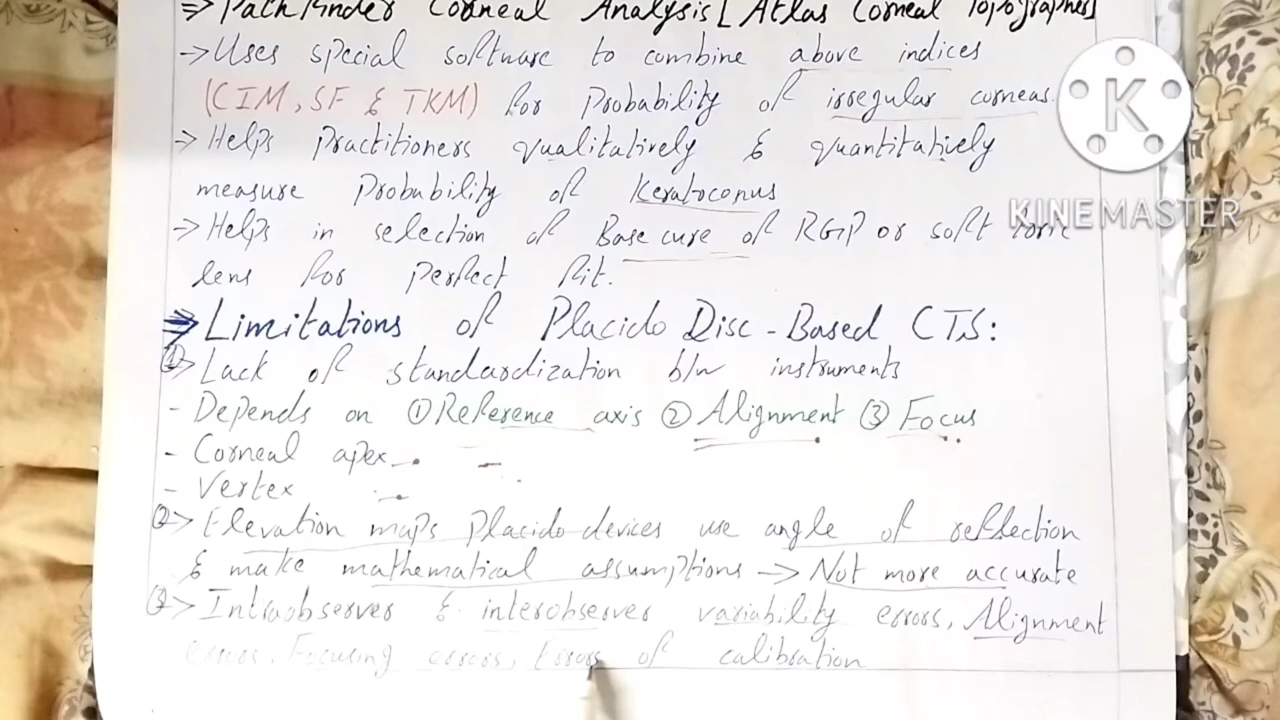 ⇒ PathFinder Corneal Analysis [Atlas Corneal Topographers]
→ Uses special software to combine above indices
(CIM, SF & TKM) for Probability of irregular corneas.
→ Helps Practitioners qualitatively & quantitatively
measure Probability of Keratoconus
→ Helps in selection of Base cure of RGP or soft toric
lens for Perfect fit.
⇒ Limitations of Placido Disc-Based CTS:
①> Lack of standardization b/w instruments
- Depends on ① Reference axis ② Alignment ③ Focus
- Corneal apex
- Vertex
②> Elevation maps Placido devices use angle of reflection
& make mathematical assumptions → Not more accurate
③> Intraobserver & interobserver variability errors, Alignment
errors, Focusing errors, Errors of calibration
K
KINEMASTER